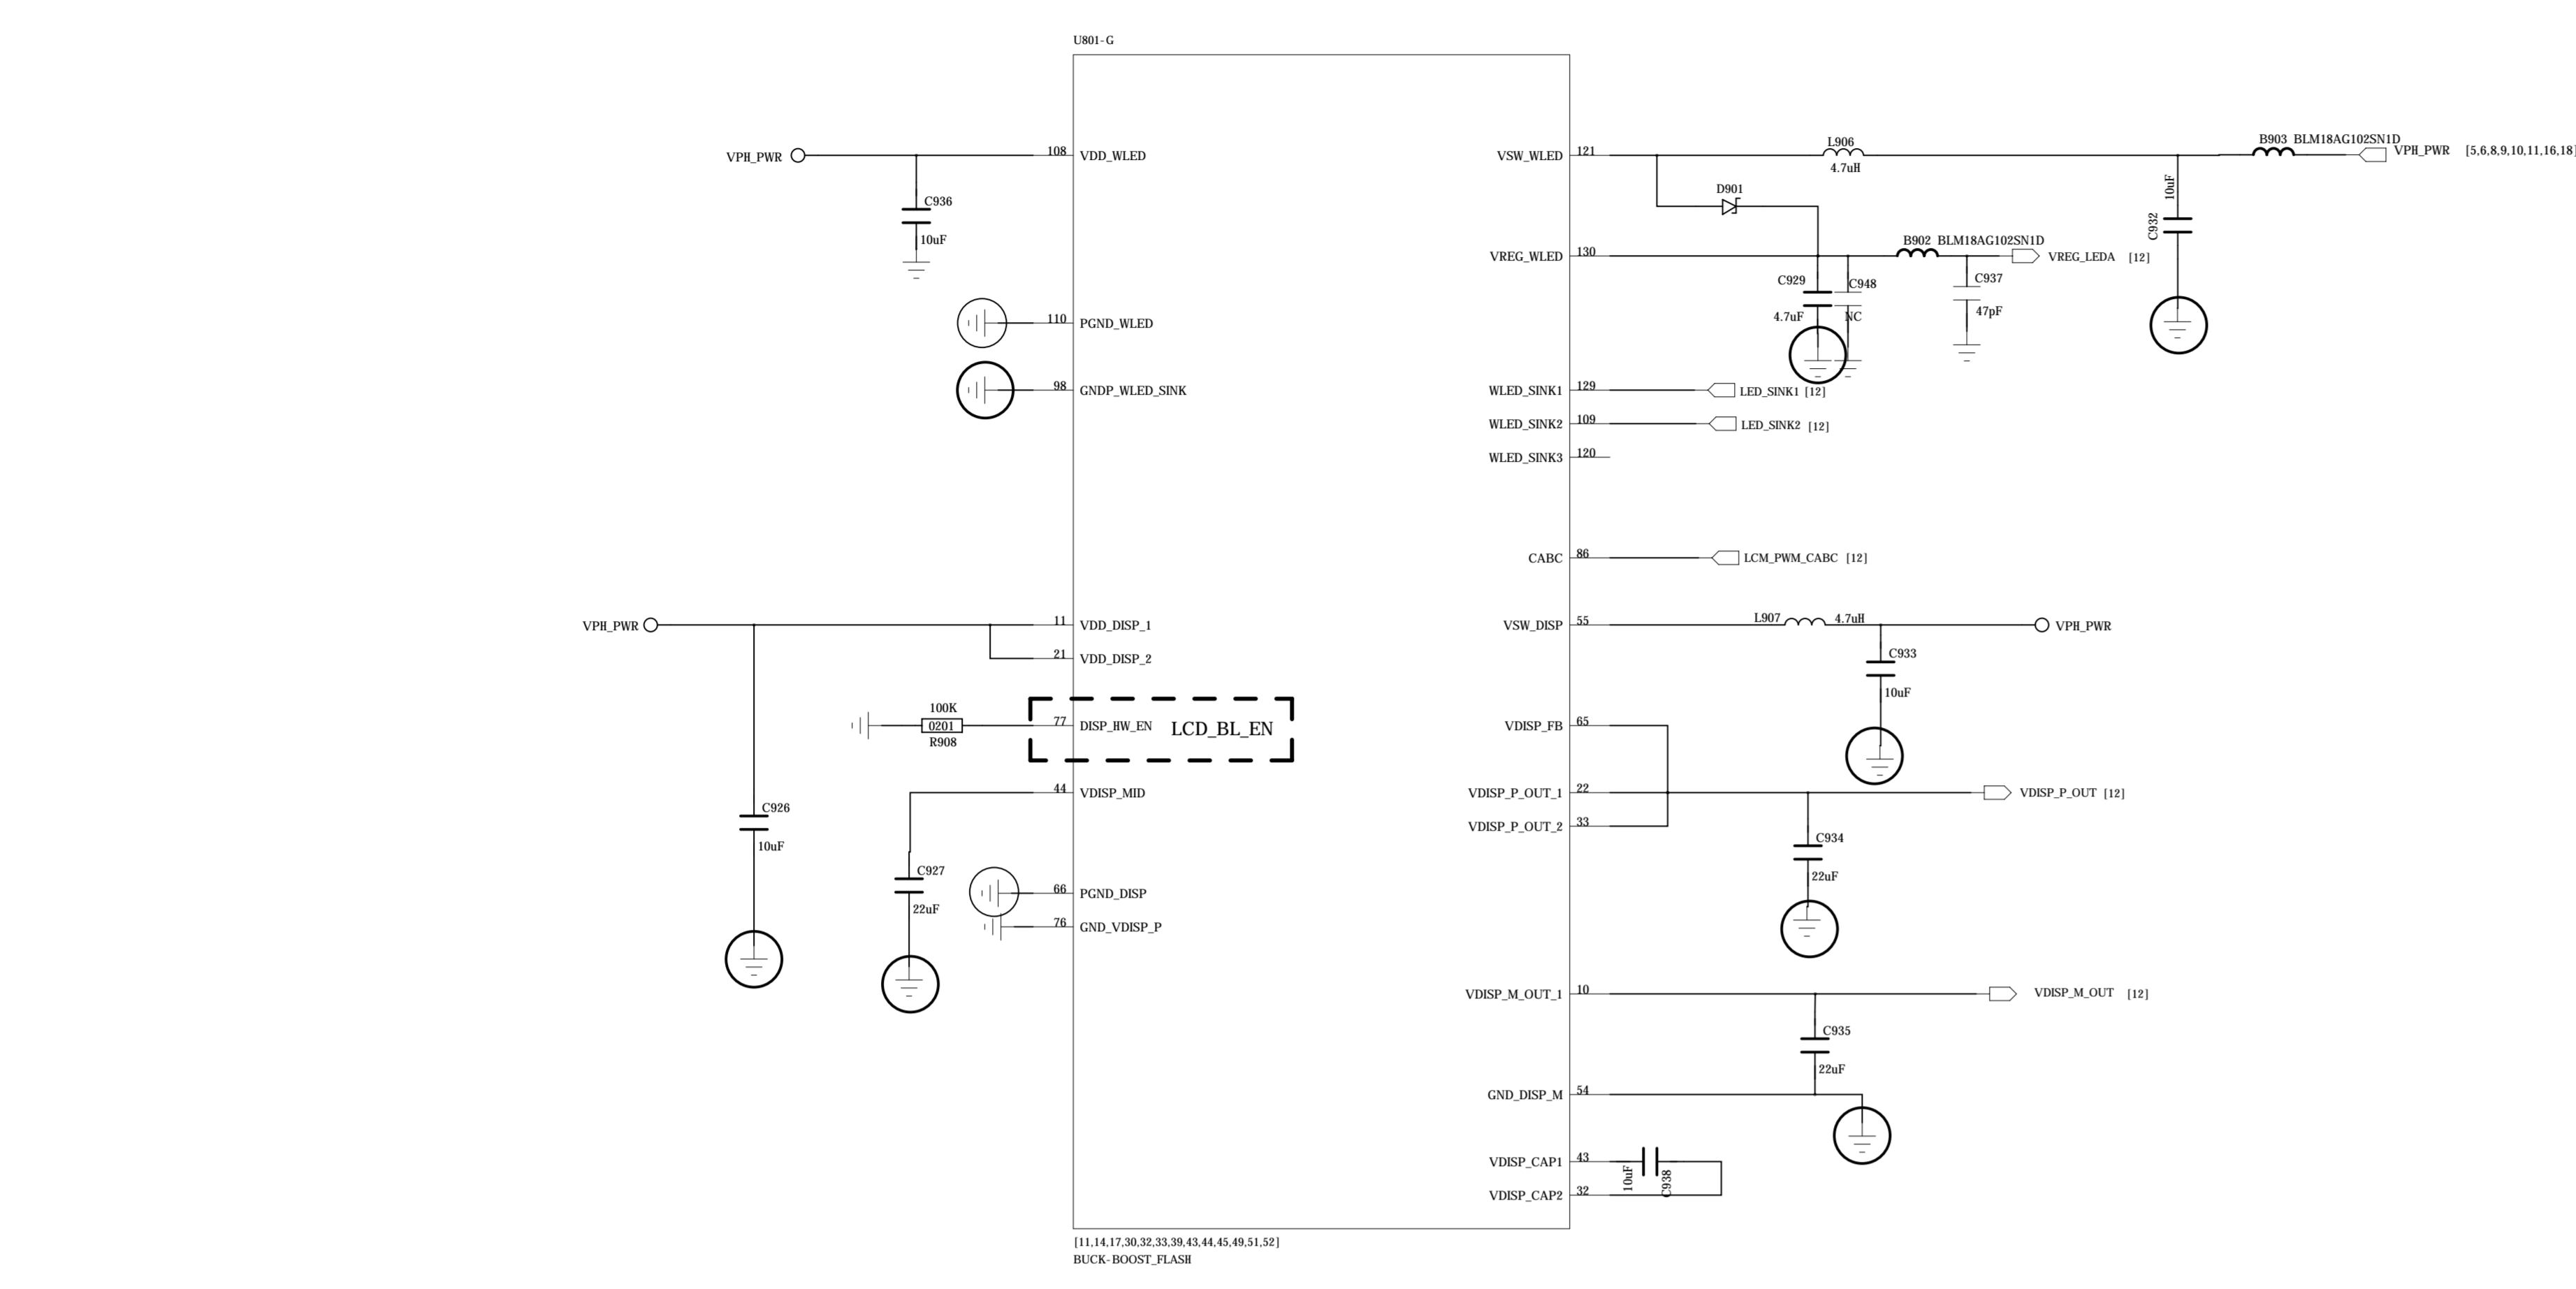 U801-G
VPH_PWR
108 VDD_WLED
C936
10uF
110 PGND_WLED
98 GNDP_WLED_SINK
VPH_PWR
11 VDD_DISP_1
21 VDD_DISP_2
100K
0201
R908
77 DISP_HW_EN LCD_BL_EN
44 VDISP_MID
C926
10uF
C927
22uF
66 PGND_DISP
76 GND_VDISP_P
VSW_WLED 121
L906
4.7uH
B903 BLM18AG102SN1D
VPH_PWR [5,6,8,9,10,11,16,18]
D901
10uF
C932
VREG_WLED 130
B902 BLM18AG102SN1D
VREG_LEDA [12]
C929
4.7uF
C948
NC
C937
47pF
WLED_SINK1 129 LED_SINK1 [12]
WLED_SINK2 109 LED_SINK2 [12]
WLED_SINK3 120
CABC 86 LCM_PWM_CABC [12]
VSW_DISP 55 L907 4.7uH VPH_PWR
C933
10uF
VDISP_FB 65
VDISP_P_OUT_1 22 VDISP_P_OUT [12]
VDISP_P_OUT_2 33
C934
22uF
VDISP_M_OUT_1 10 VDISP_M_OUT [12]
C935
22uF
GND_DISP_M 54
VDISP_CAP1 43
10uF
C938
VDISP_CAP2 32
[11,14,17,30,32,33,39,43,44,45,49,51,52]
BUCK-BOOST_FLASH